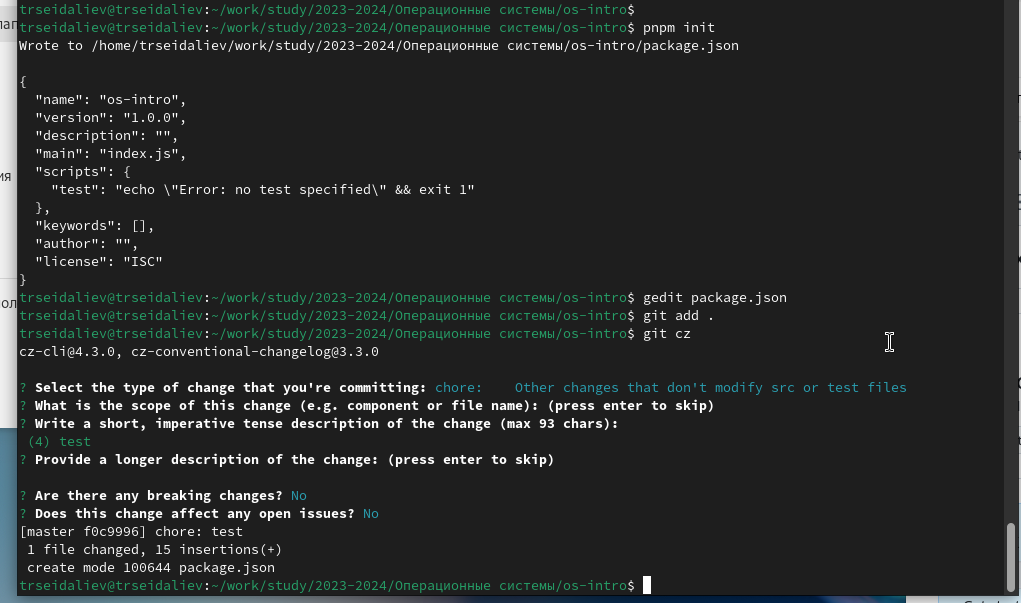 trseidaliev@trseidaliev:~/work/study/2023-2024/Операционные системы/os-intro$
trseidaliev@trseidaliev:~/work/study/2023-2024/Операционные системы/os-intro$ pnpm init
Wrote to /home/trseidaliev/work/study/2023-2024/Операционные системы/os-intro/package.json
{
  "name": "os-intro",
  "version": "1.0.0",
  "description": "",
  "main": "index.js",
  "scripts": {
    "test": "echo \"Error: no test specified\" && exit 1"
  },
  "keywords": [],
  "author": "",
  "license": "ISC"
}
trseidaliev@trseidaliev:~/work/study/2023-2024/Операционные системы/os-intro$ gedit package.json
trseidaliev@trseidaliev:~/work/study/2023-2024/Операционные системы/os-intro$ git add .
trseidaliev@trseidaliev:~/work/study/2023-2024/Операционные системы/os-intro$ git cz
cz-cli@4.3.0, cz-conventional-changelog@3.3.0
? Select the type of change that you're committing: chore:    Other changes that don't modify src or test files
? What is the scope of this change (e.g. component or file name): (press enter to skip)
? Write a short, imperative tense description of the change (max 93 chars):
 (4) test
? Provide a longer description of the change: (press enter to skip)
? Are there any breaking changes? No
? Does this change affect any open issues? No
[master f0c9996] chore: test
 1 file changed, 15 insertions(+)
 create mode 100644 package.json
trseidaliev@trseidaliev:~/work/study/2023-2024/Операционные системы/os-intro$